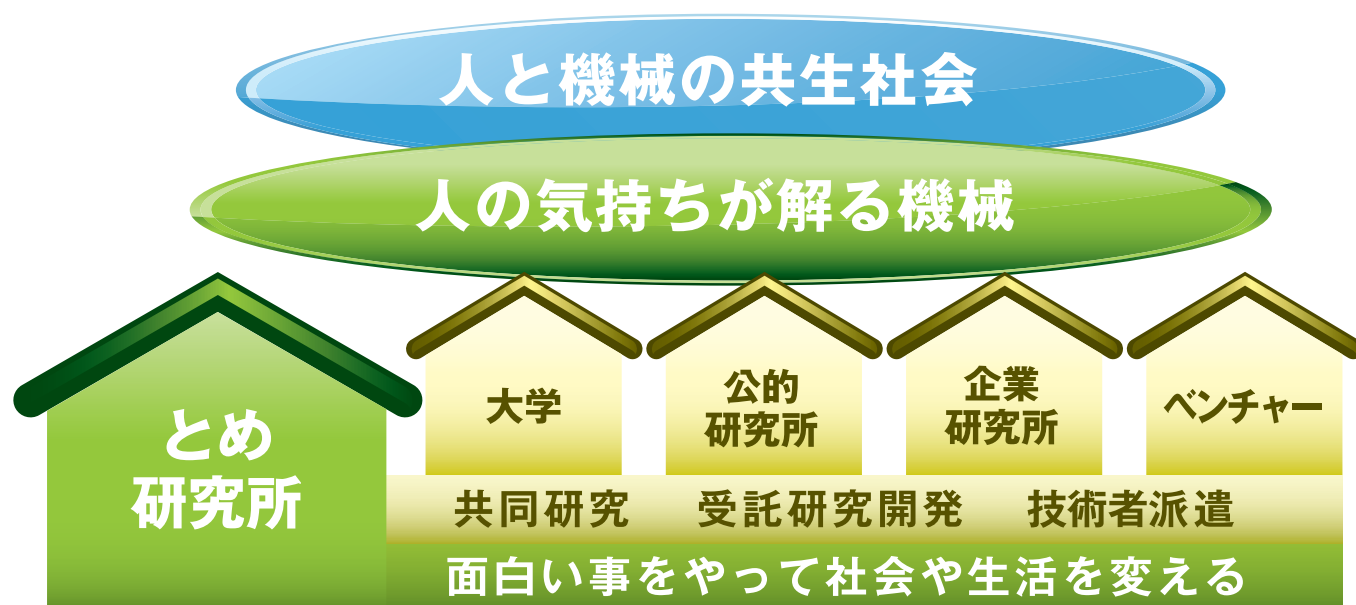 人と機械の共生社会
人の気持ちが解る機械
とめ
研究所
大学
公的
研究所
企業
研究所
ベンチャー
共同研究
受託研究開発
技術者派遣
面白い事をやって社会や生活を変える